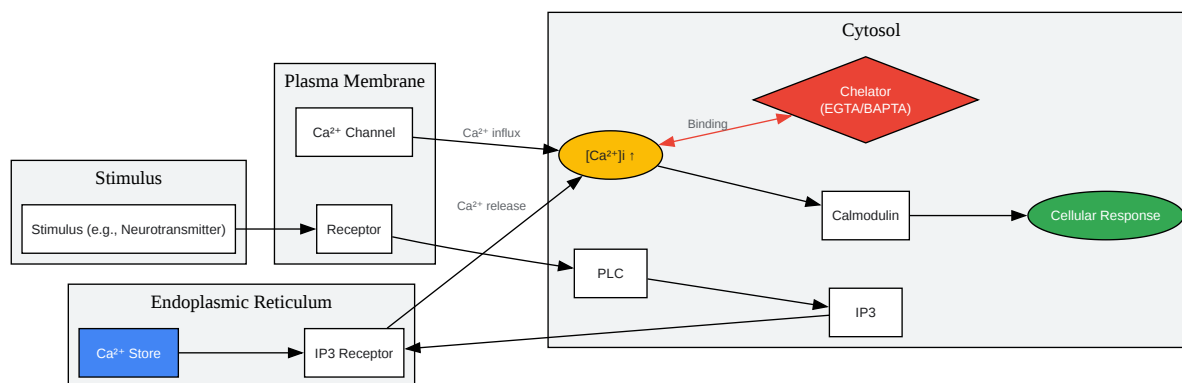 Cytosol
Plasma Membrane
Chelator
(EGTA/BAPTA)
Ca²⁺ Channel
Ca²⁺ influx
Binding
[Ca²⁺]i ↑
Stimulus
Ca²⁺ release
Stimulus (e.g., Neurotransmitter)
Receptor
Calmodulin
Cellular Response
PLC
Endoplasmic Reticulum
IP3
Ca²⁺ Store
IP3 Receptor